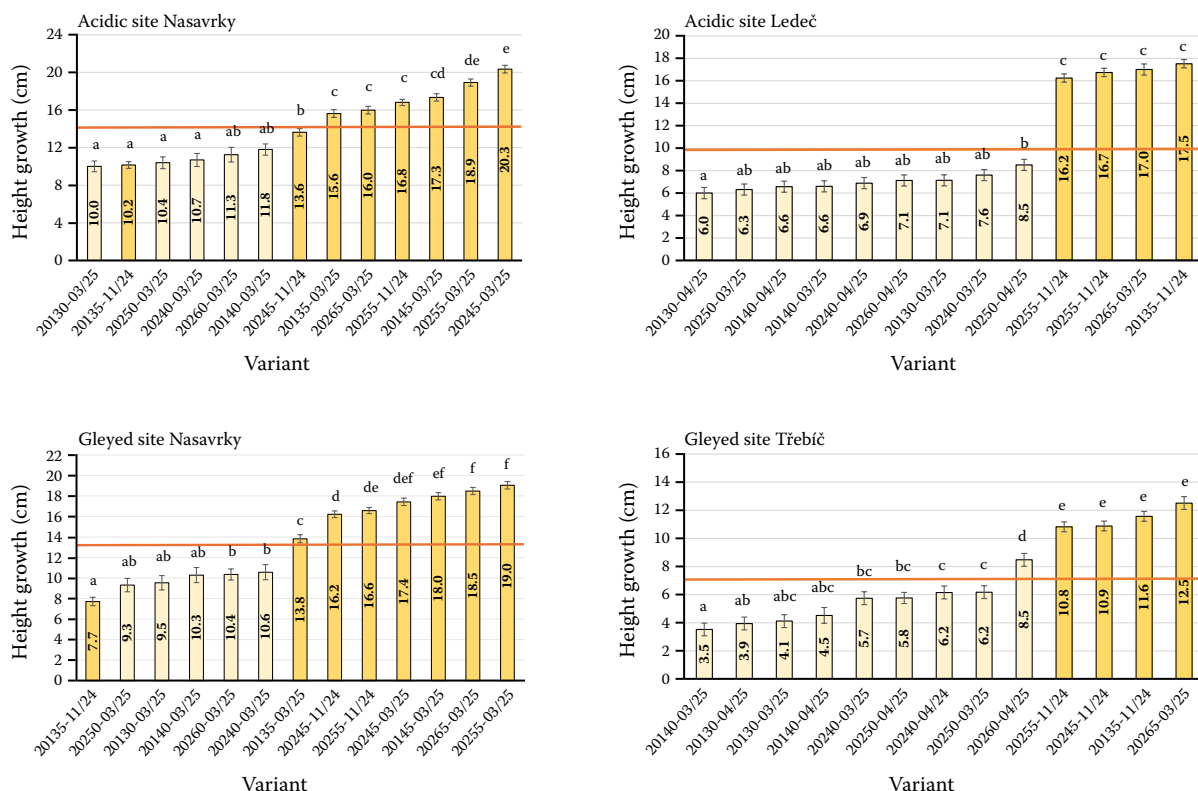 Acidic site Nasavrky
Height growth (cm)
24
20
16
12
8
4
0
a
a
a
a
ab
ab
b
c
c
c
cd
de
e
10.0
10.2
10.4
10.7
11.3
11.8
13.6
15.6
16.0
16.8
17.3
18.9
20.3
20130-03/25
20135-11/24
20250-03/25
20240-03/25
20260-03/25
20140-03/25
20245-11/24
20135-03/25
20265-03/25
20255-11/24
20145-03/25
20255-03/25
20245-03/25
Variant
Acidic site Ledeč
Height growth (cm)
20
18
16
14
12
10
8
6
4
2
0
a
ab
ab
ab
ab
ab
ab
ab
b
c
c
c
c
6.0
6.3
6.6
6.6
6.9
7.1
7.1
7.6
8.5
16.2
16.7
17.0
17.5
20130-04/25
20250-03/25
20140-04/25
20140-03/25
20240-04/25
20260-04/25
20130-03/25
20240-03/25
20250-04/25
20255-11/24
20255-11/24
20265-03/25
20135-11/24
Variant
Gleyed site Nasavrky
Height growth (cm)
22
20
18
16
14
12
10
8
6
4
2
0
a
ab
ab
ab
b
b
c
d
de
def
ef
f
f
7.7
9.3
9.5
10.3
10.4
10.6
13.8
16.2
16.6
17.4
18.0
18.5
19.0
20135-11/24
20250-03/25
20130-03/25
20140-03/25
20260-03/25
20240-03/25
20135-03/25
20245-11/24
20255-11/24
20245-03/25
20145-03/25
20265-03/25
20255-03/25
Variant
Gleyed site Třebíč
Height growth (cm)
16
14
12
10
8
6
4
2
0
a
ab
abc
abc
bc
bc
c
c
d
e
e
e
e
3.5
3.9
4.1
4.5
5.7
5.8
6.2
6.2
8.5
10.8
10.9
11.6
12.5
20140-03/25
20130-04/25
20130-03/25
20140-04/25
20240-03/25
20250-04/25
20240-04/24
20250-03/25
20260-04/25
20255-11/24
20245-11/24
20135-11/24
20265-03/25
Variant